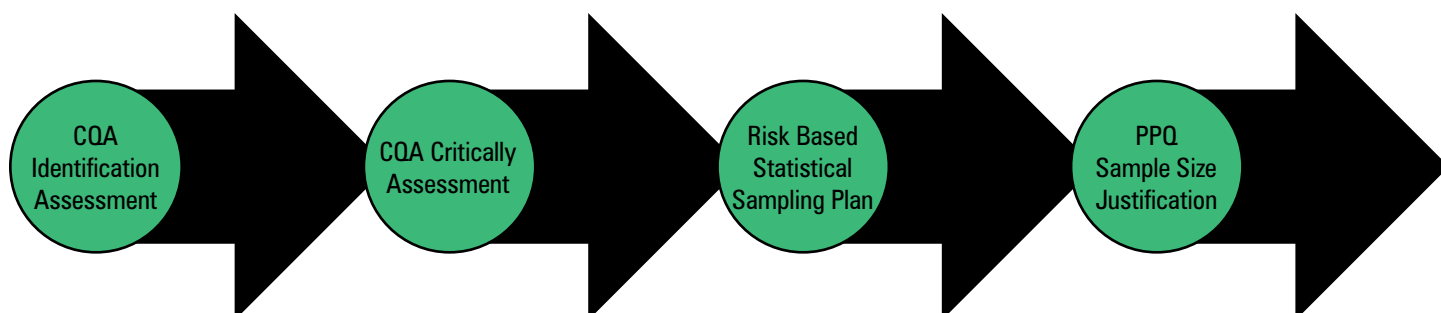 CQA
Identification
Assessment
CQA Critically
Assessment
Risk Based
Statistical
Sampling Plan
PPQ
Sample Size
Justification